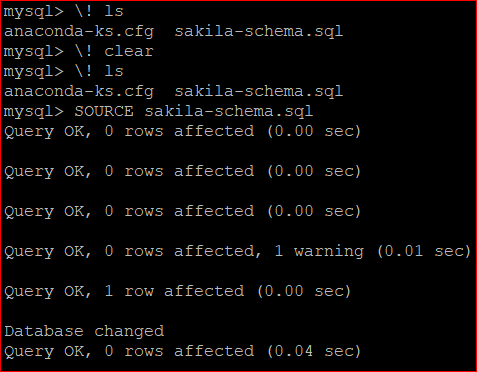 mysql> \! ls
anaconda-ks.cfg  sakila-schema.sql
mysql> \! clear
mysql> \! ls
anaconda-ks.cfg  sakila-schema.sql
mysql> SOURCE sakila-schema.sql
Query OK, 0 rows affected (0.00 sec)
Query OK, 0 rows affected (0.00 sec)
Query OK, 0 rows affected (0.00 sec)
Query OK, 0 rows affected, 1 warning (0.01 sec)
Query OK, 1 row affected (0.00 sec)
Database changed
Query OK, 0 rows affected (0.04 sec)